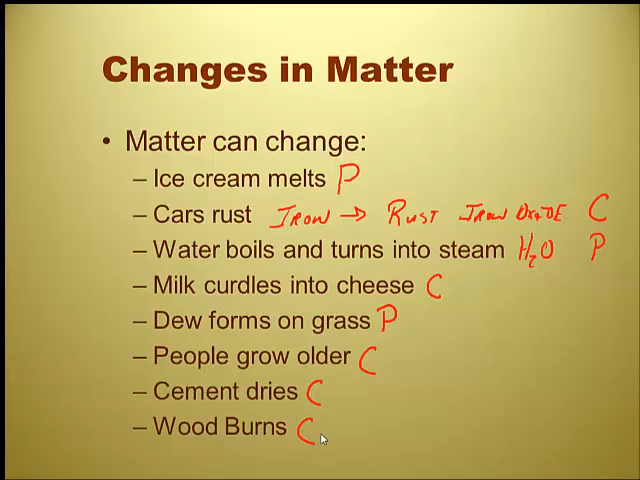 Changes in Matter
• Matter can change:
– Ice cream melts P
– Cars rust IRON → RUST IRON OXIDE C
– Water boils and turns into steam H₂O P
– Milk curdles into cheese C
– Dew forms on grass P
– People grow older C
– Cement dries C
– Wood Burns C